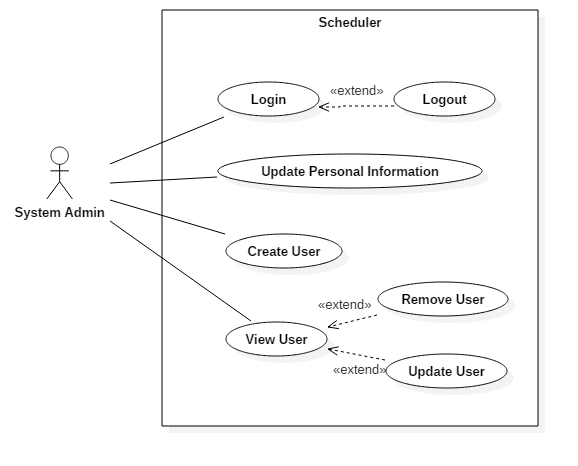 Scheduler
«extend»
Login
Logout
Update Personal Information
System Admin
Create User
Remove User
«extend»
View User
«extend»
Update User